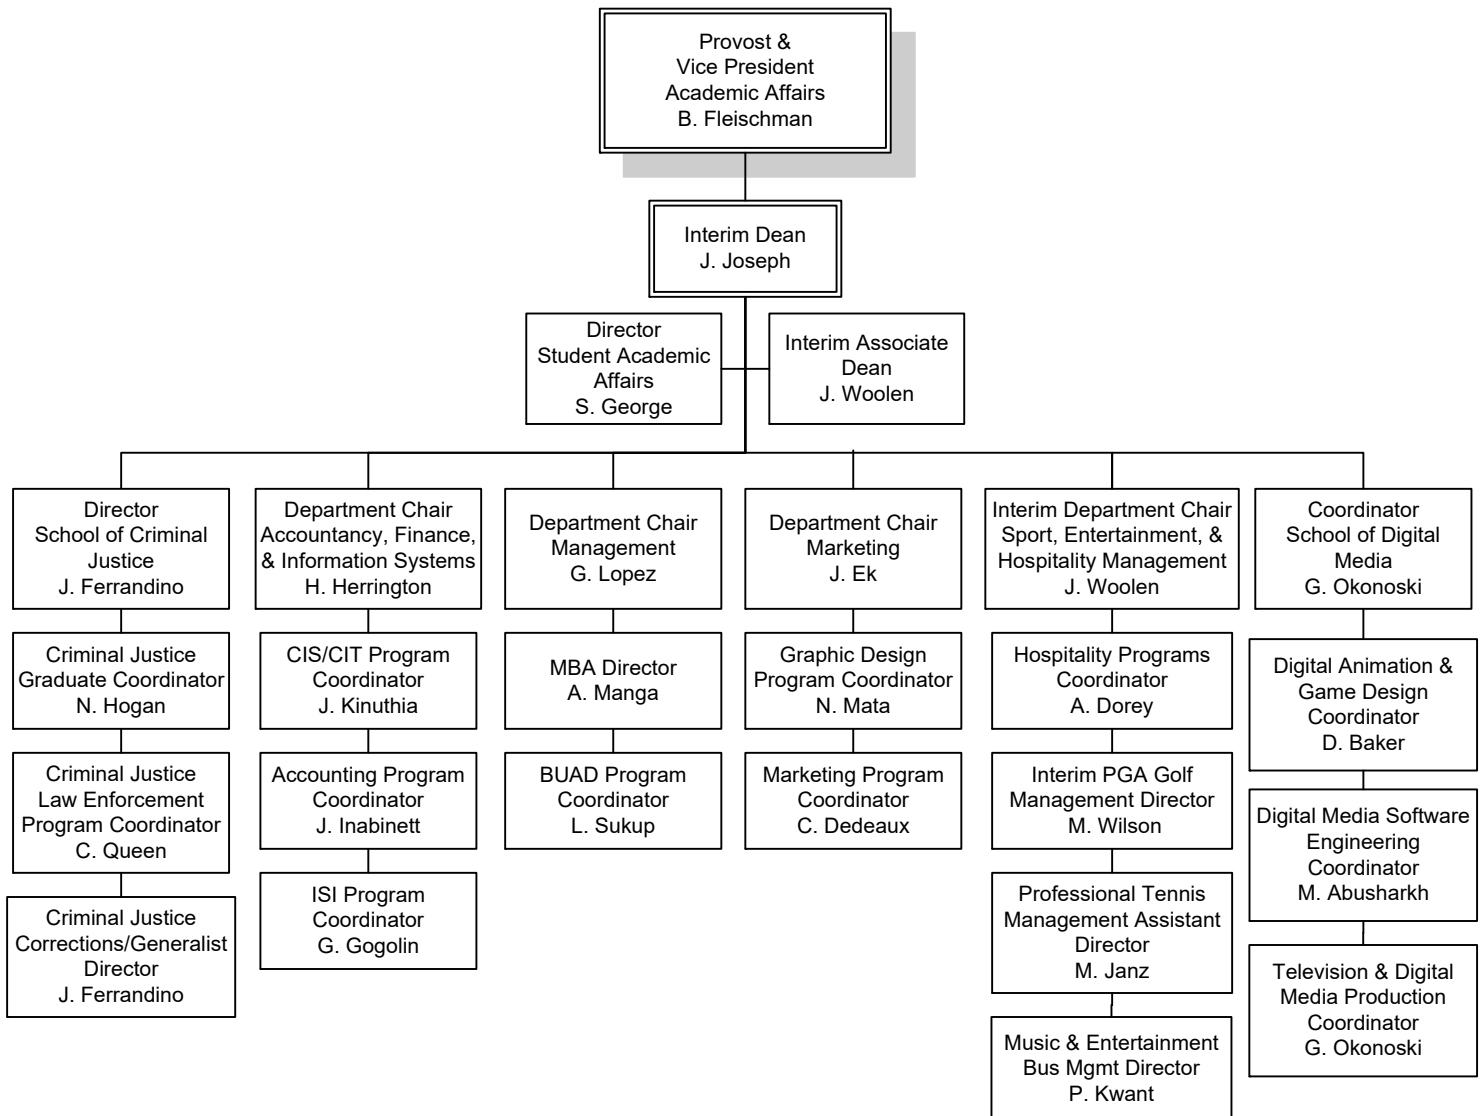 Provost &
Vice President
Academic Affairs
B. Fleischman
Interim Dean
J. Joseph
Director
Student Academic
Affairs
S. George
Interim Associate
Dean
J. Woolen
Director
School of Criminal
Justice
J. Ferrandino
Criminal Justice
Graduate Coordinator
N. Hogan
Criminal Justice
Law Enforcement
Program Coordinator
C. Queen
Criminal Justice
Corrections/Generalist
Director
J. Ferrandino
Department Chair
Accountancy, Finance,
& Information Systems
H. Herrington
CIS/CIT Program
Coordinator
J. Kinuthia
Accounting Program
Coordinator
J. Inabinett
ISI Program
Coordinator
G. Gogolin
Department Chair
Management
G. Lopez
MBA Director
A. Manga
BUAD Program
Coordinator
L. Sukup
Department Chair
Marketing
J. Ek
Graphic Design
Program Coordinator
N. Mata
Marketing Program
Coordinator
C. Dedeaux
Interim Department Chair
Sport, Entertainment, &
Hospitality Management
J. Woolen
Hospitality Programs
Coordinator
A. Dorey
Interim PGA Golf
Management Director
M. Wilson
Professional Tennis
Management Assistant
Director
M. Janz
Music & Entertainment
Bus Mgmt Director
P. Kwant
Coordinator
School of Digital
Media
G. Okonoski
Digital Animation &
Game Design
Coordinator
D. Baker
Digital Media Software
Engineering
Coordinator
M. Abusharkh
Television & Digital
Media Production
Coordinator
G. Okonoski